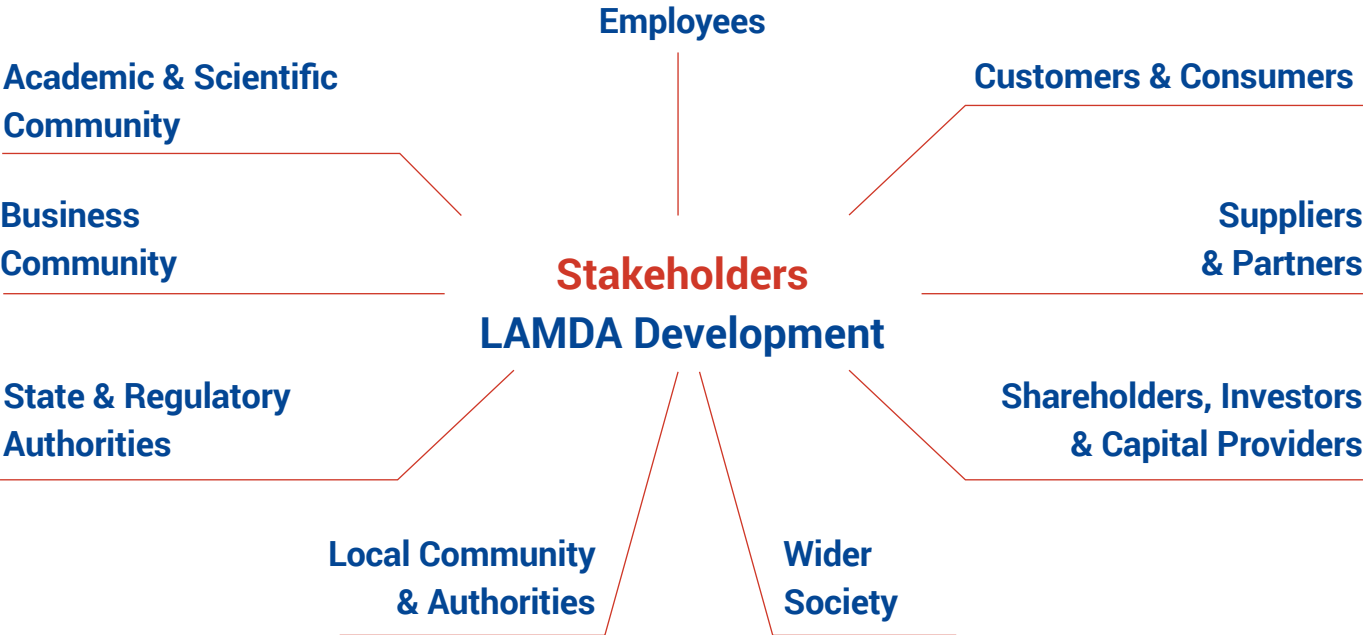 Employees
Academic & Scientific
Community
Customers & Consumers
Business
Community
Suppliers
& Partners
Stakeholders
LAMDA Development
State & Regulatory
Authorities
Shareholders, Investors
& Capital Providers
Local Community
& Authorities
Wider
Society